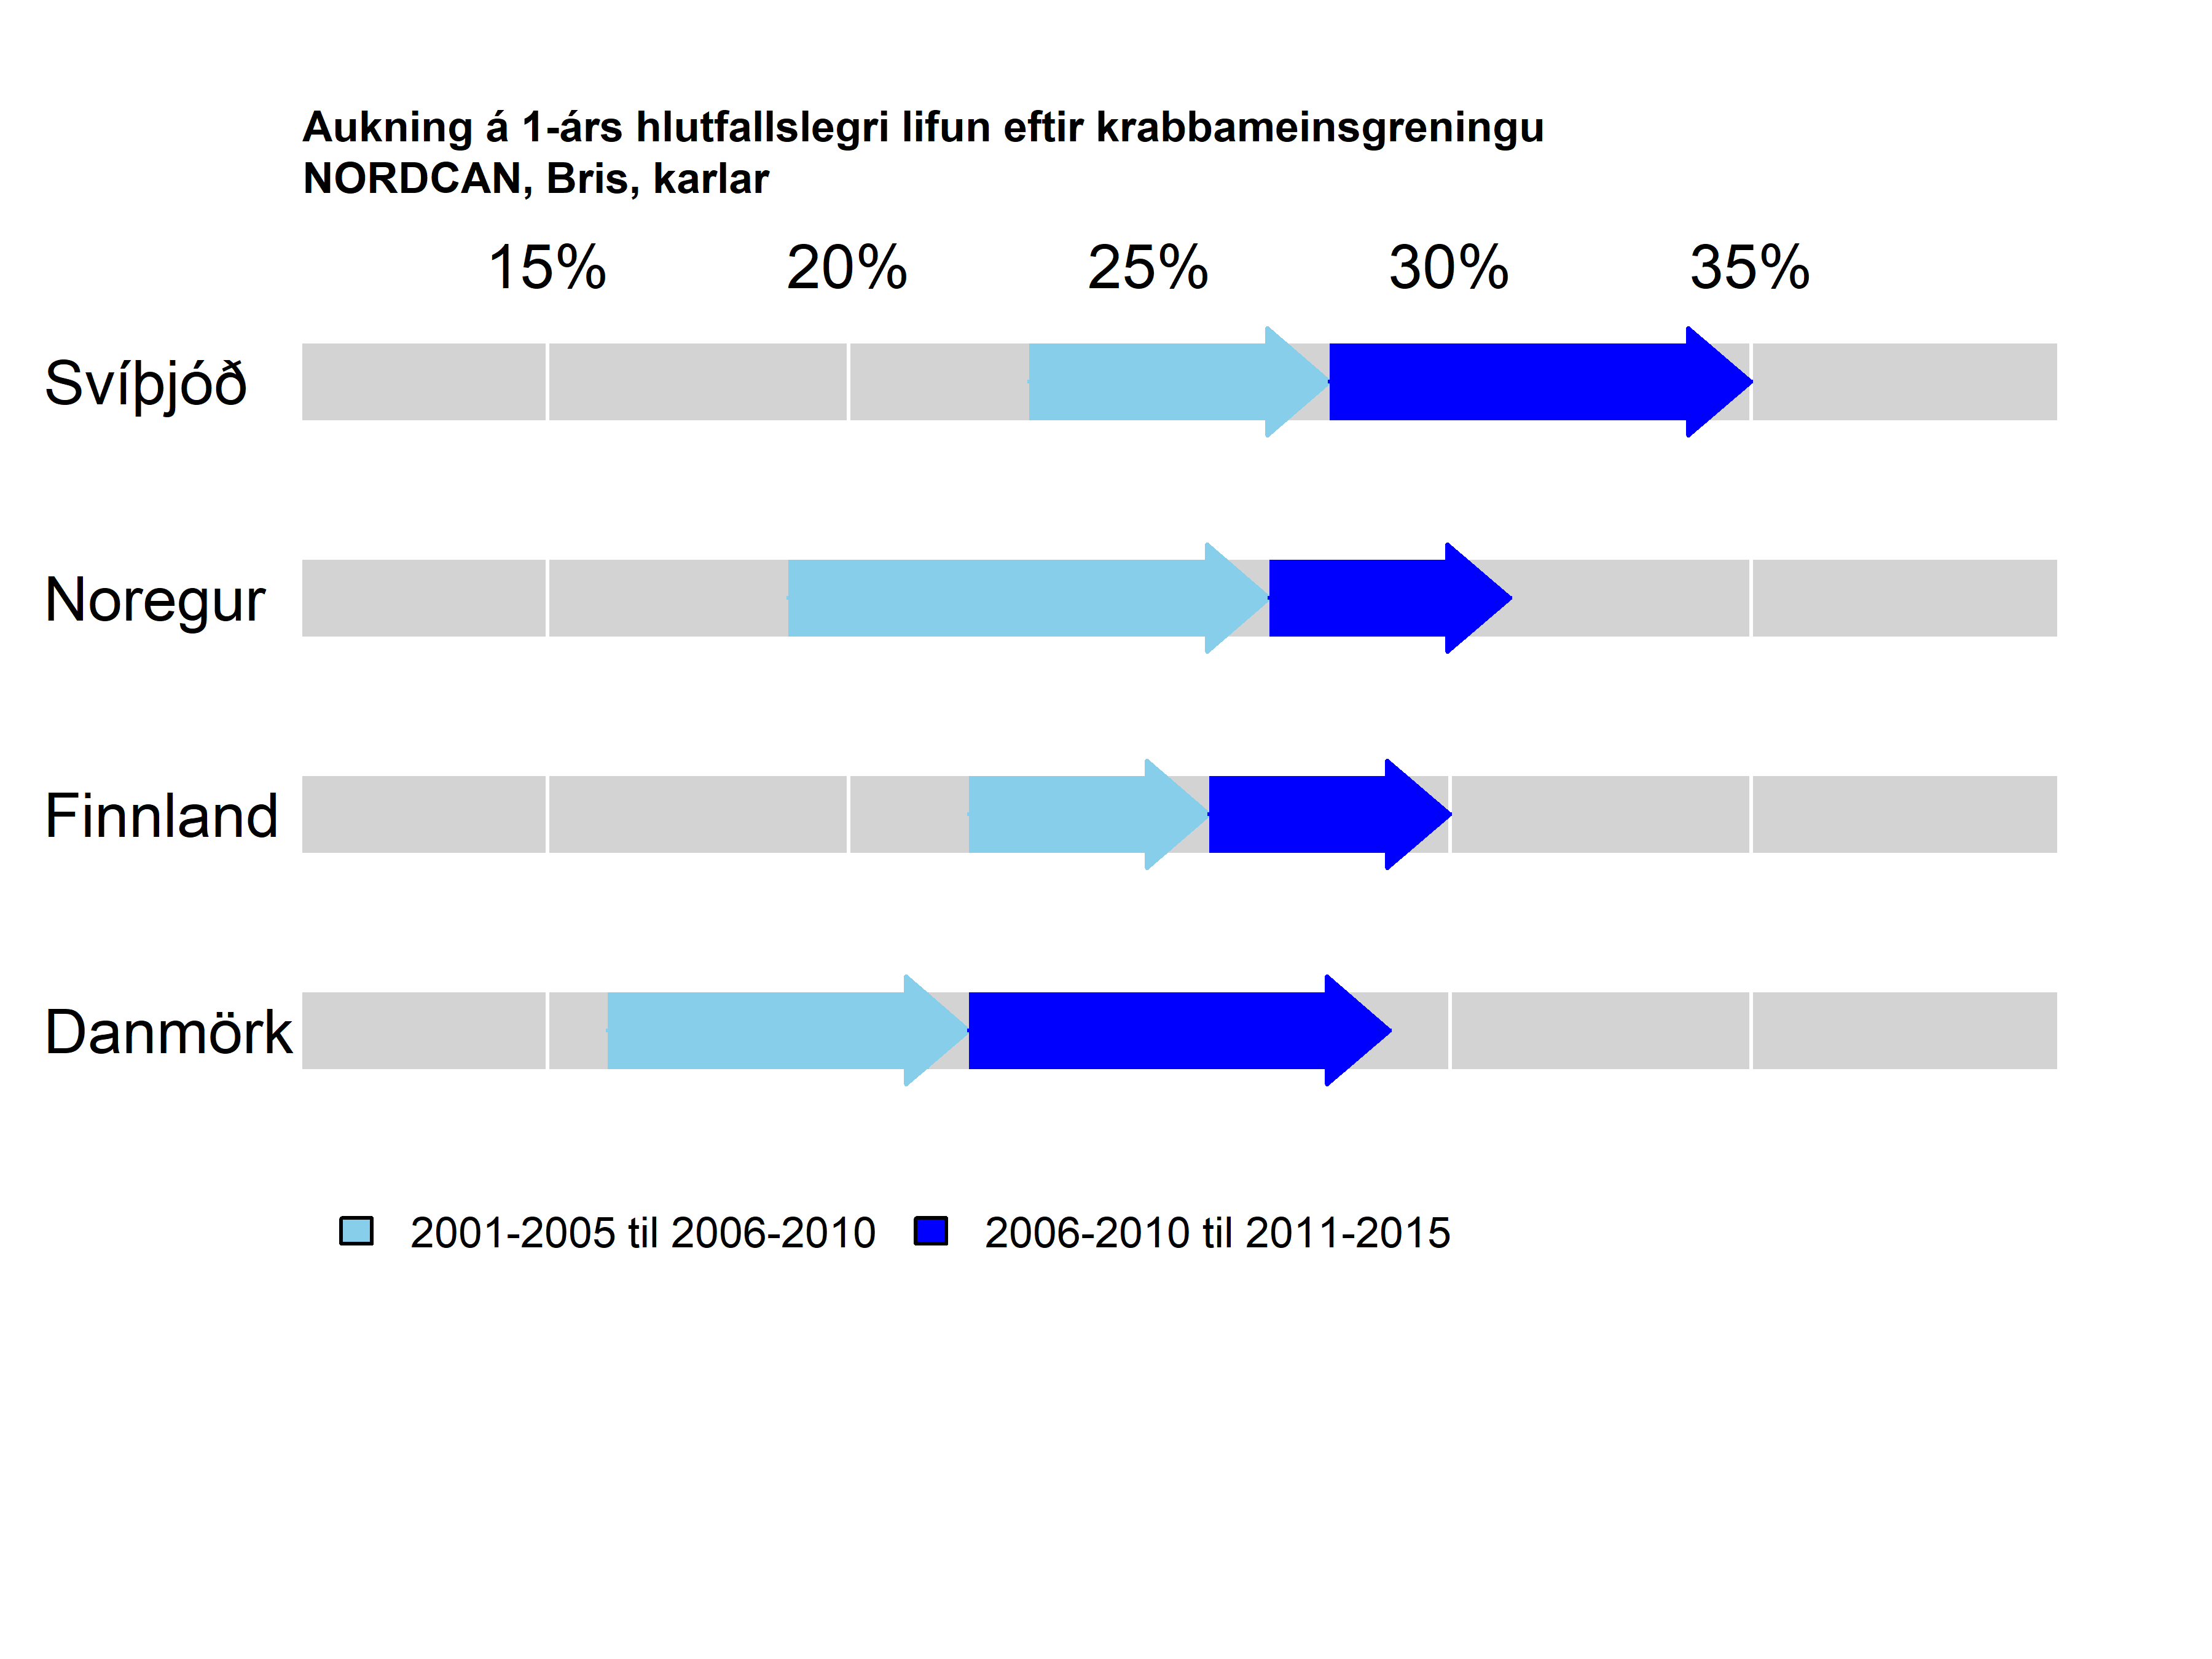 Aukning á 1-árs hlutfallslegri lifun eftir krabbameinsgreningu
NORDCAN, Bris, karlar
15% 20% 25% 30% 35%
Svíþjóð
Noregur
Finnland
Danmörk
2001-2005 til 2006-2010 2006-2010 til 2011-2015